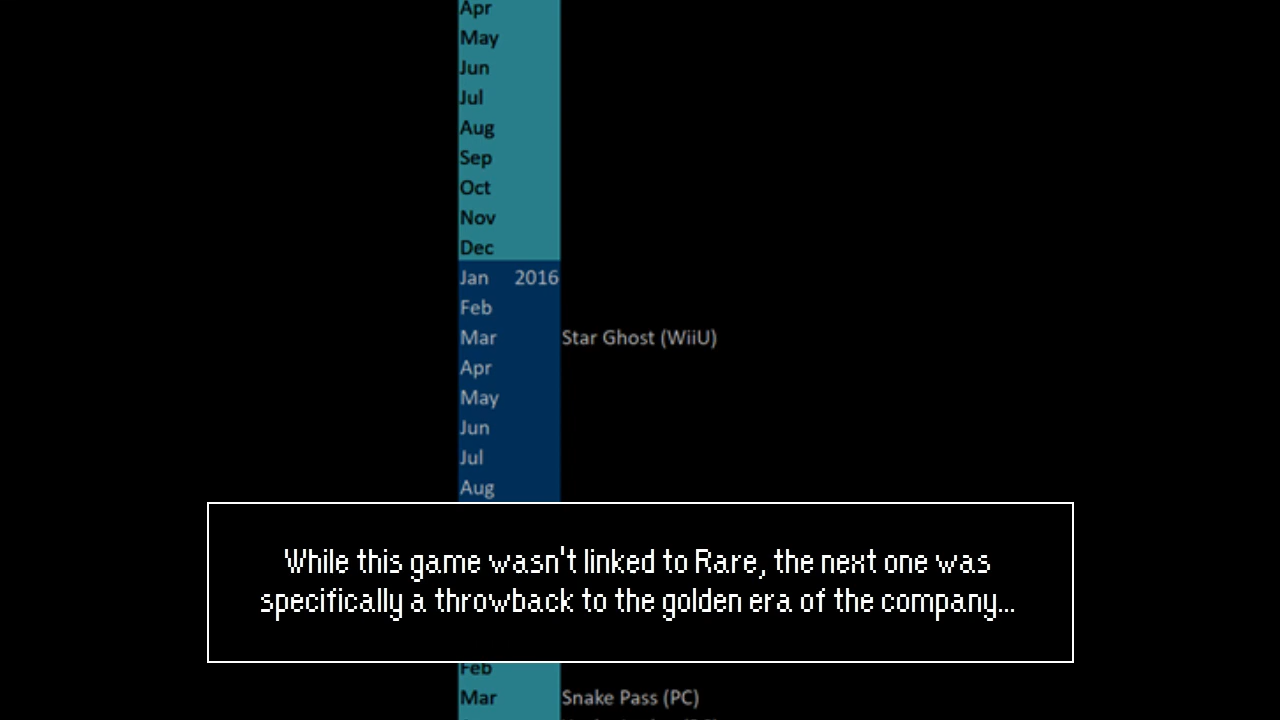 Apr
May
Jun
Jul
Aug
Sep
Oct
Nov
Dec
Jan 2016
Feb
Mar Star Ghost (WiiU)
Apr
May
Jun
Jul
Aug
While this game wasn't linked to Rare, the next one was
specifically a throwback to the golden era of the company...
Feb
Mar Snake Pass (PC)